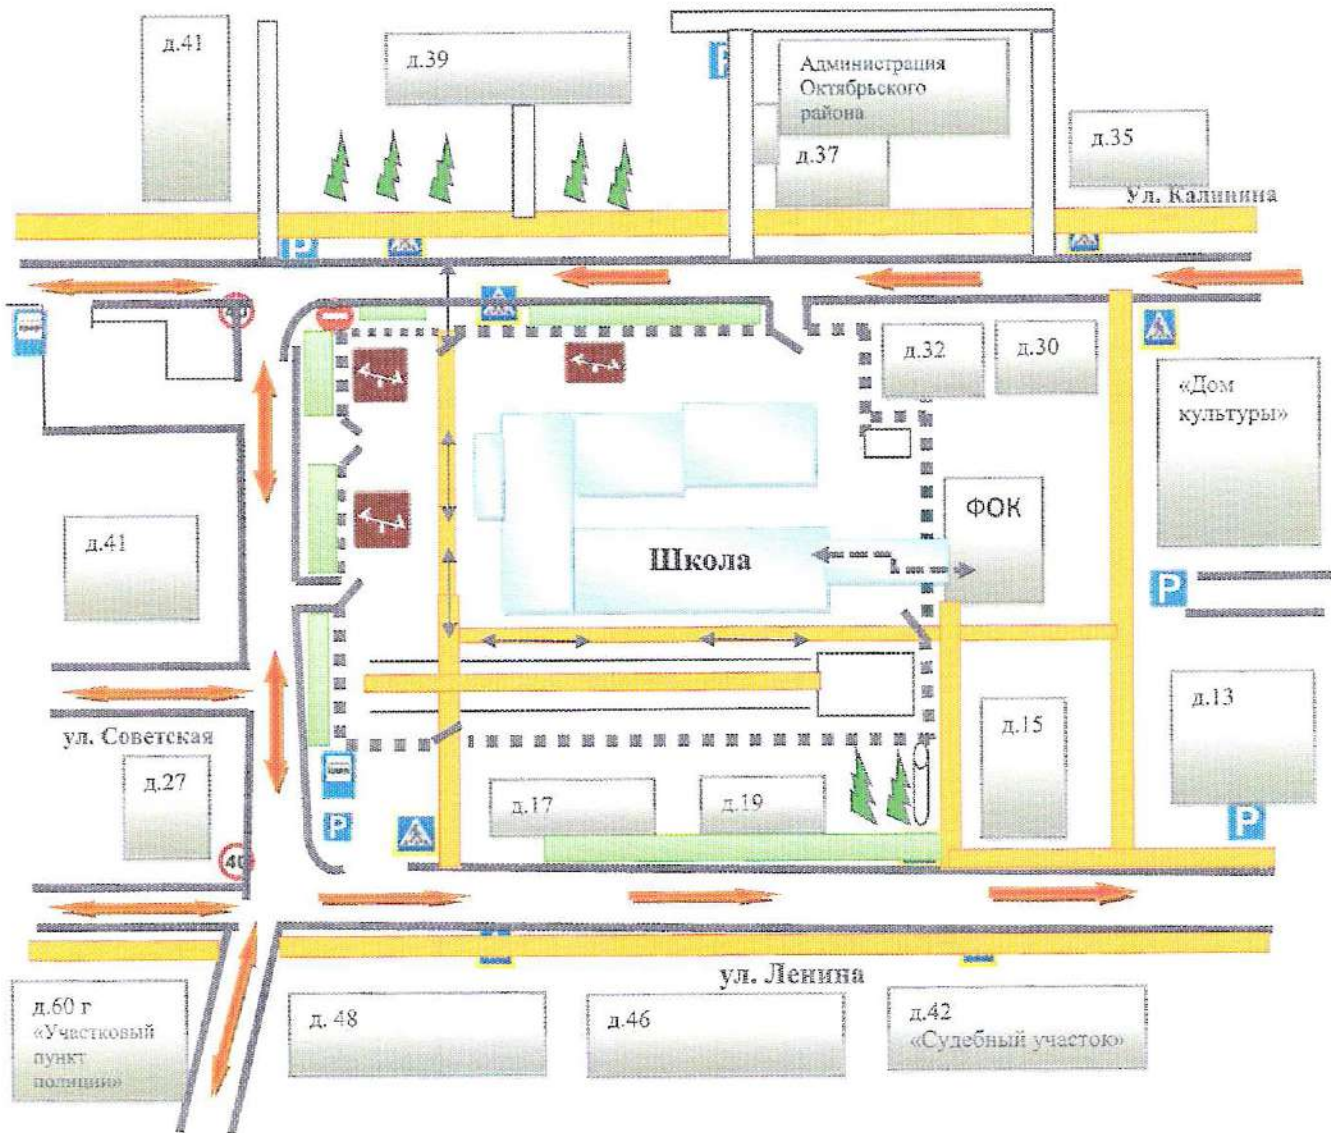 д.41
д.39
Администрация
Октябрьского
района
д.37
д.35
Ул. Калинина
P
д.32
д.30
«Дом
культуры»
ФОК
Школа
д.41
P
ул. Советская
д.27
д.17
д.19
д.15
д.13
P
P
40
ул. Ленина
д.60 г
«Участковый
пункт
полиции»
д. 48
д.46
д.42
«Судебный участок»